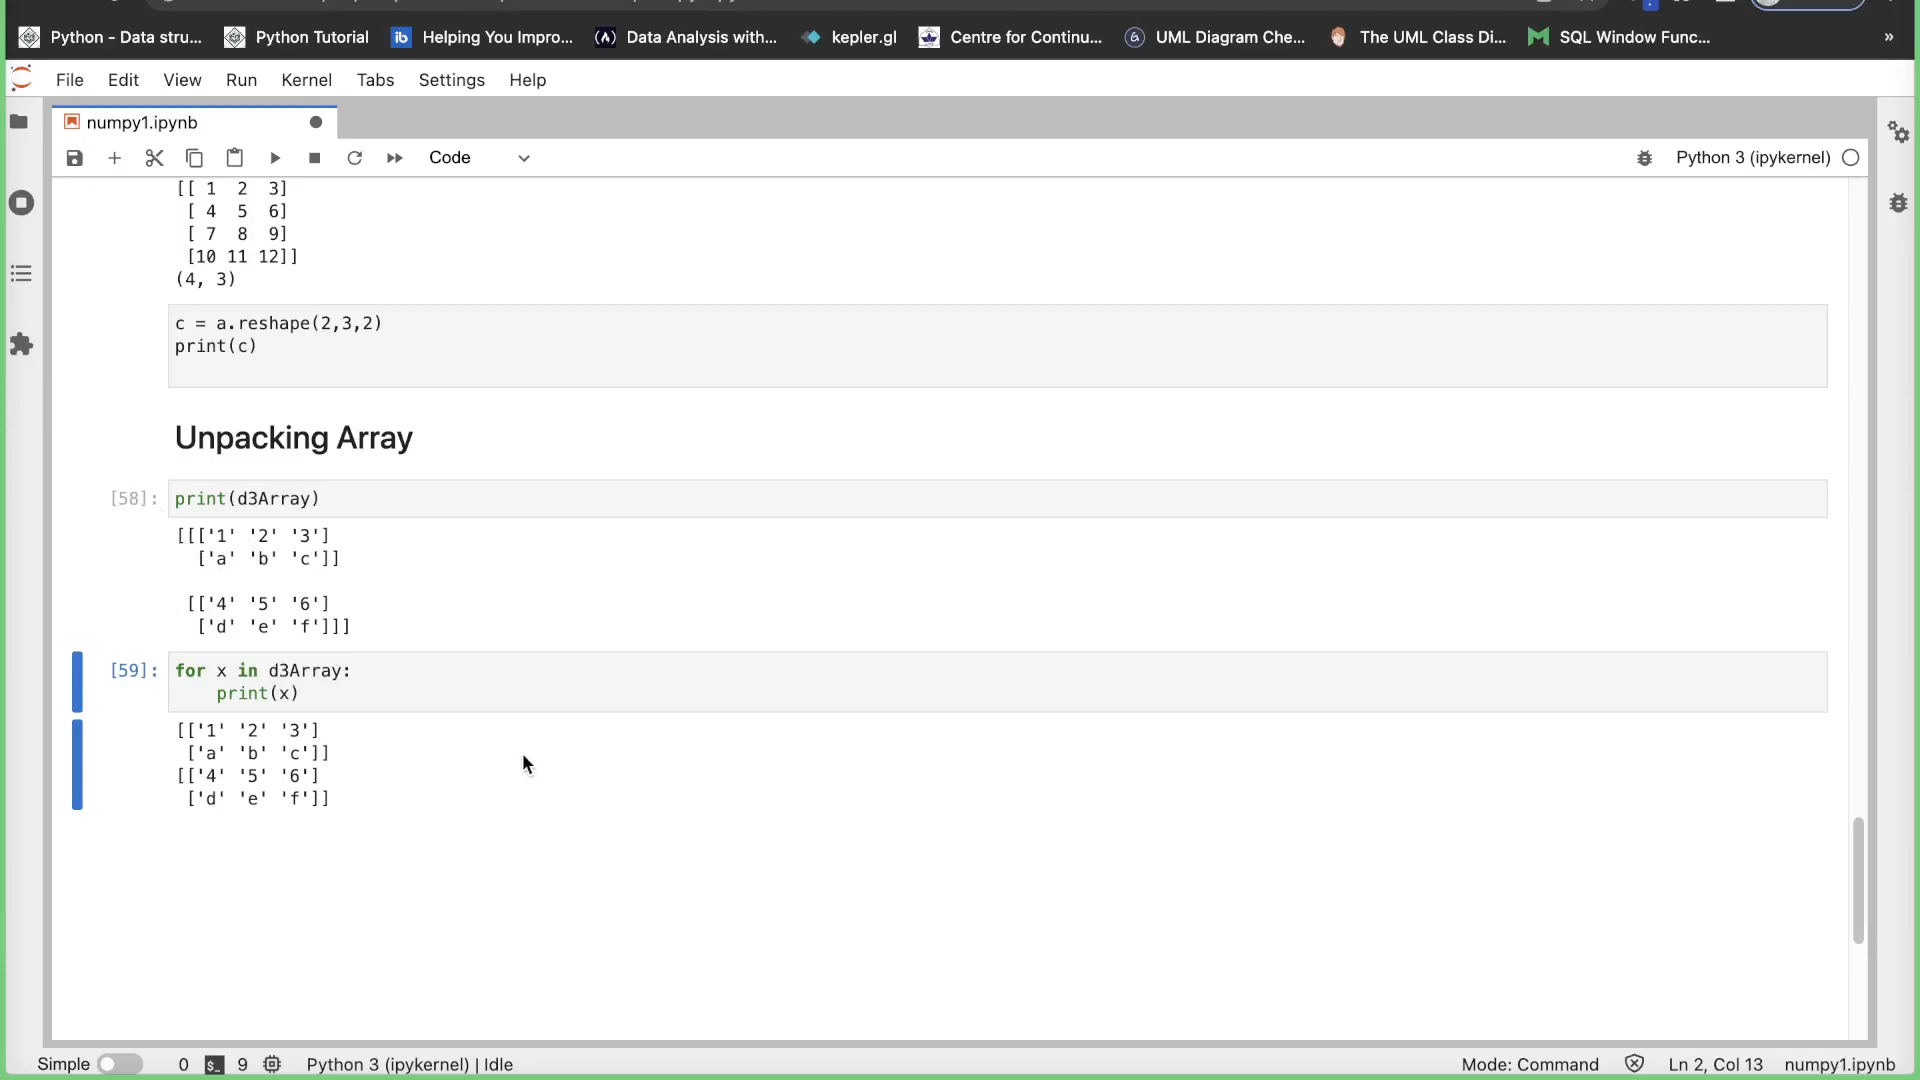 Python - Data stru...
Python Tutorial
ib
Helping You Impro...
Data Analysis with...
kepler.gl
Centre for Continu...
UML Diagram Che...
The UML Class Di...
SQL Window Func...
»
File Edit View Run Kernel Tabs Settings Help
numpy1.ipynb
Code
Python 3 (ipykernel)
[[ 1  2  3]
[ 4  5  6]
[ 7  8  9]
[10 11 12]]
(4, 3)
c = a.reshape(2,3,2)
print(c)
Unpacking Array
[58]: print(d3Array)
[[['1' '2' '3']
['a' 'b' 'c']]
[['4' '5' '6']
['d' 'e' 'f']]]
[59]: for x in d3Array:
print(x)
[['1' '2' '3']
['a' 'b' 'c']]
[['4' '5' '6']
['d' 'e' 'f']]
Simple 0 $_ 9 Python 3 (ipykernel) | Idle Mode: Command Ln 2, Col 13 numpy1.ipynb